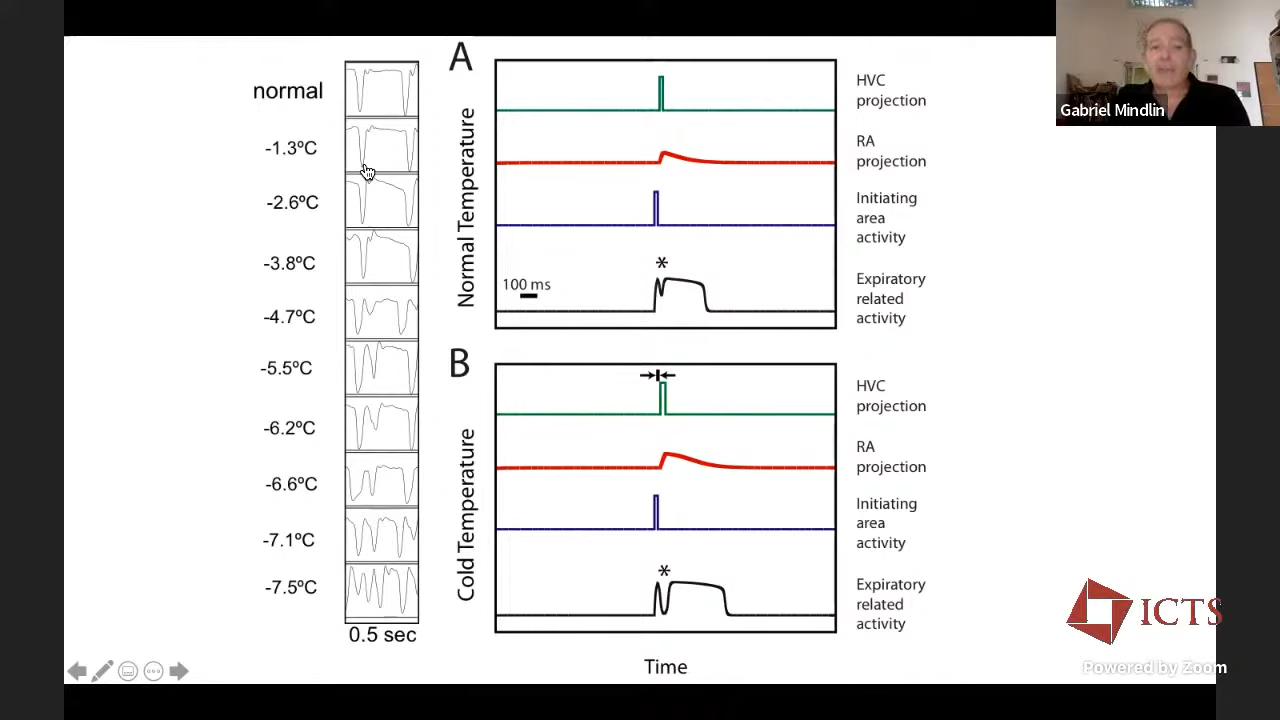 normal
-1.3ºC
-2.6ºC
-3.8ºC
-4.7ºC
-5.5ºC
-6.2ºC
-6.6ºC
-7.1ºC
-7.5ºC
0.5 sec
A
Normal Temperature
HVC
projection
RA
projection
Initiating
area
activity
*
100 ms
Expiratory
related
activity
B
Cold Temperature
HVC
projection
RA
projection
Initiating
area
activity
*
Expiratory
related
activity
Time
Gabriel Mindlin
ICTS
Powered by Zoom